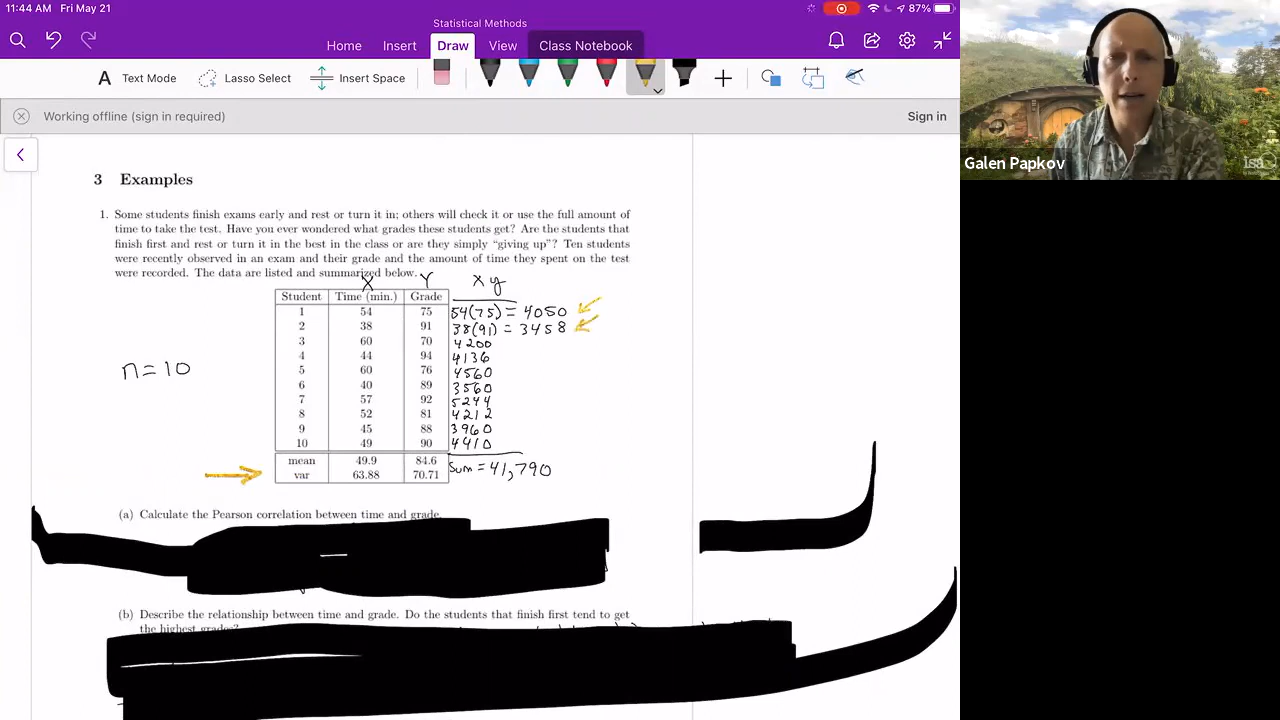 11:44 AM Fri May 21
87%
Statistical Methods
Home Insert Draw View Class Notebook
A Text Mode Lasso Select Insert Space
Working offline (sign in required) Sign in
Galen Papkov
3 Examples
1. Some students finish exams early and rest or turn it in; others will check it or use the full amount of
time to take the test. Have you ever wondered what grades these students get? Are the students that
finish first and rest or turn it in the best in the class or are they simply “giving up”? Ten students
were recently observed in an exam and their grade and the amount of time they spent on the test
were recorded. The data are listed and summarized below.
X Y xy
Student Time (min.) Grade
1 54 75 54(75) = 4050
2 38 91 38(91) = 3458
3 60 70 4200
4 44 94 4136
5 60 76 4560
6 40 89 3560
7 57 92 5244
8 52 81 4212
9 45 88 3960
10 49 90 4410
mean 49.9 84.6
var 63.88 70.71
Sum = 41,790
n = 10
(a) Calculate the Pearson correlation between time and grade.
(b) Describe the relationship between time and grade. Do the students that finish first tend to get
the highest grades?